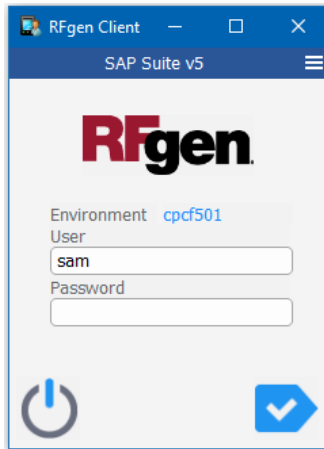 RFgen Client
SAP Suite v5
RFgen.
Environment cpcf501
User
sam
Password